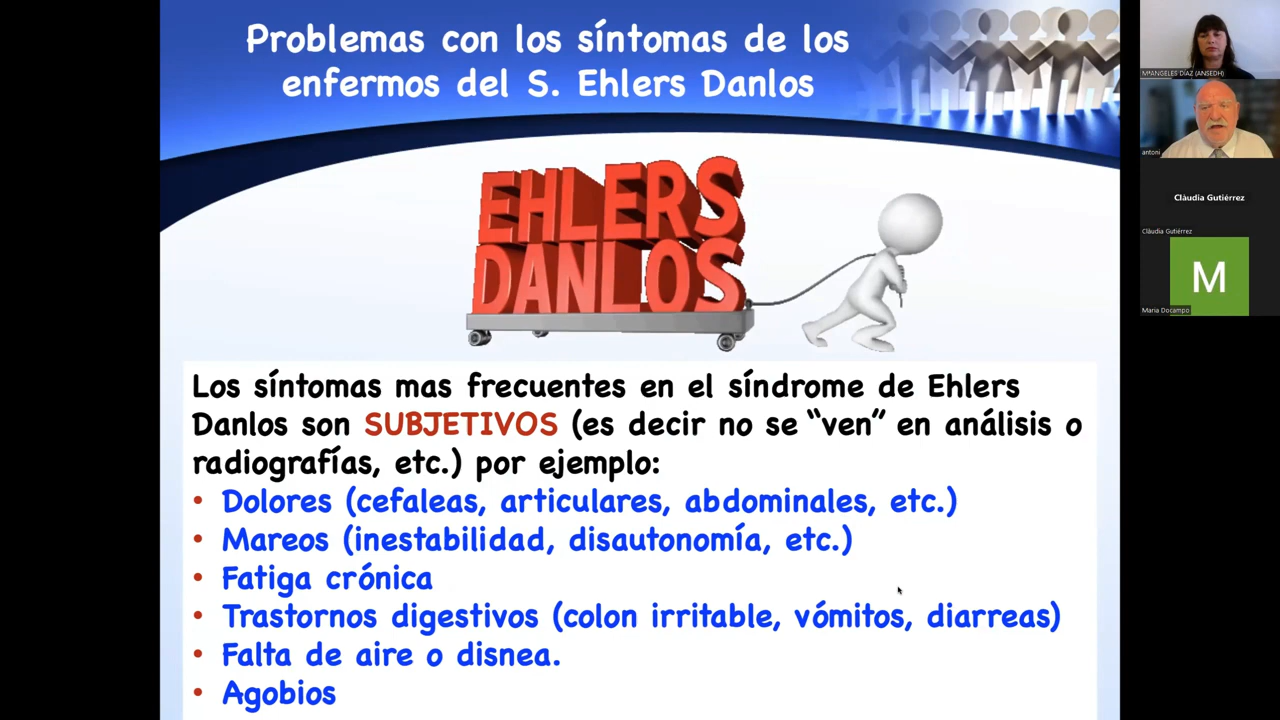 Problemas con los síntomas de los
enfermos del S. Ehlers Danlos
EHLERS
DANLOS
Los síntomas mas frecuentes en el síndrome de Ehlers
Danlos son SUBJETIVOS (es decir no se “ven” en análisis o
radiografías, etc.) por ejemplo:
• Dolores (cefaleas, articulares, abdominales, etc.)
• Mareos (inestabilidad, disautonomía, etc.)
• Fatiga crónica
• Trastornos digestivos (colon irritable, vómitos, diarreas)
• Falta de aire o disnea.
• Agobios
MªANGELES DÍAZ (ANSEDH)
antoni
Clàudia Gutiérrez
Clàudia Gutiérrez
M
Maria Docampo